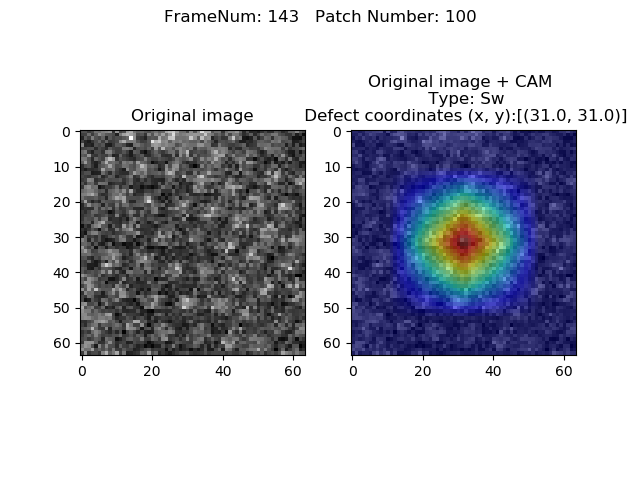 FrameNum: 143   Patch Number: 100
Original image
Original image + CAM
Type: Sw
Defect coordinates (x, y):[(31.0, 31.0)]
0
10
20
30
40
50
60
0 20 40 60
0
10
20
30
40
50
60
0 20 40 60